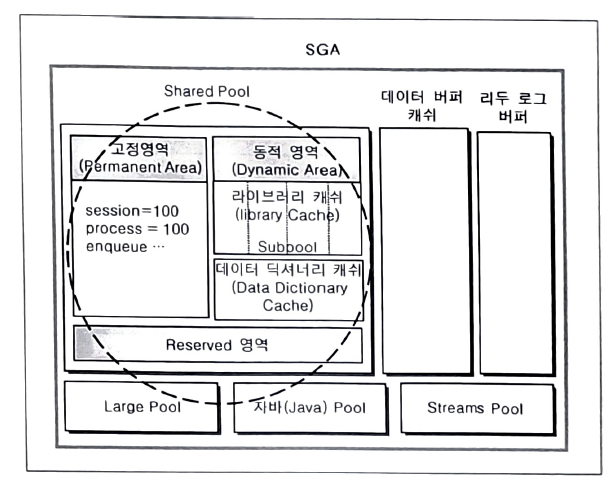 SGA
Shared Pool
데이터 버퍼
캐쉬
리두 로그
버퍼
고정영역
(Permanent Area)
session=100
process = 100
enqueue ···
동적 영역
(Dynamic Area)
라이브러리 캐쉬
(library Cache)
Subpool
데이터 딕셔너리 캐쉬
(Data Dictionary
Cache)
Reserved 영역
Large Pool
자바(Java) Pool
Streams Pool